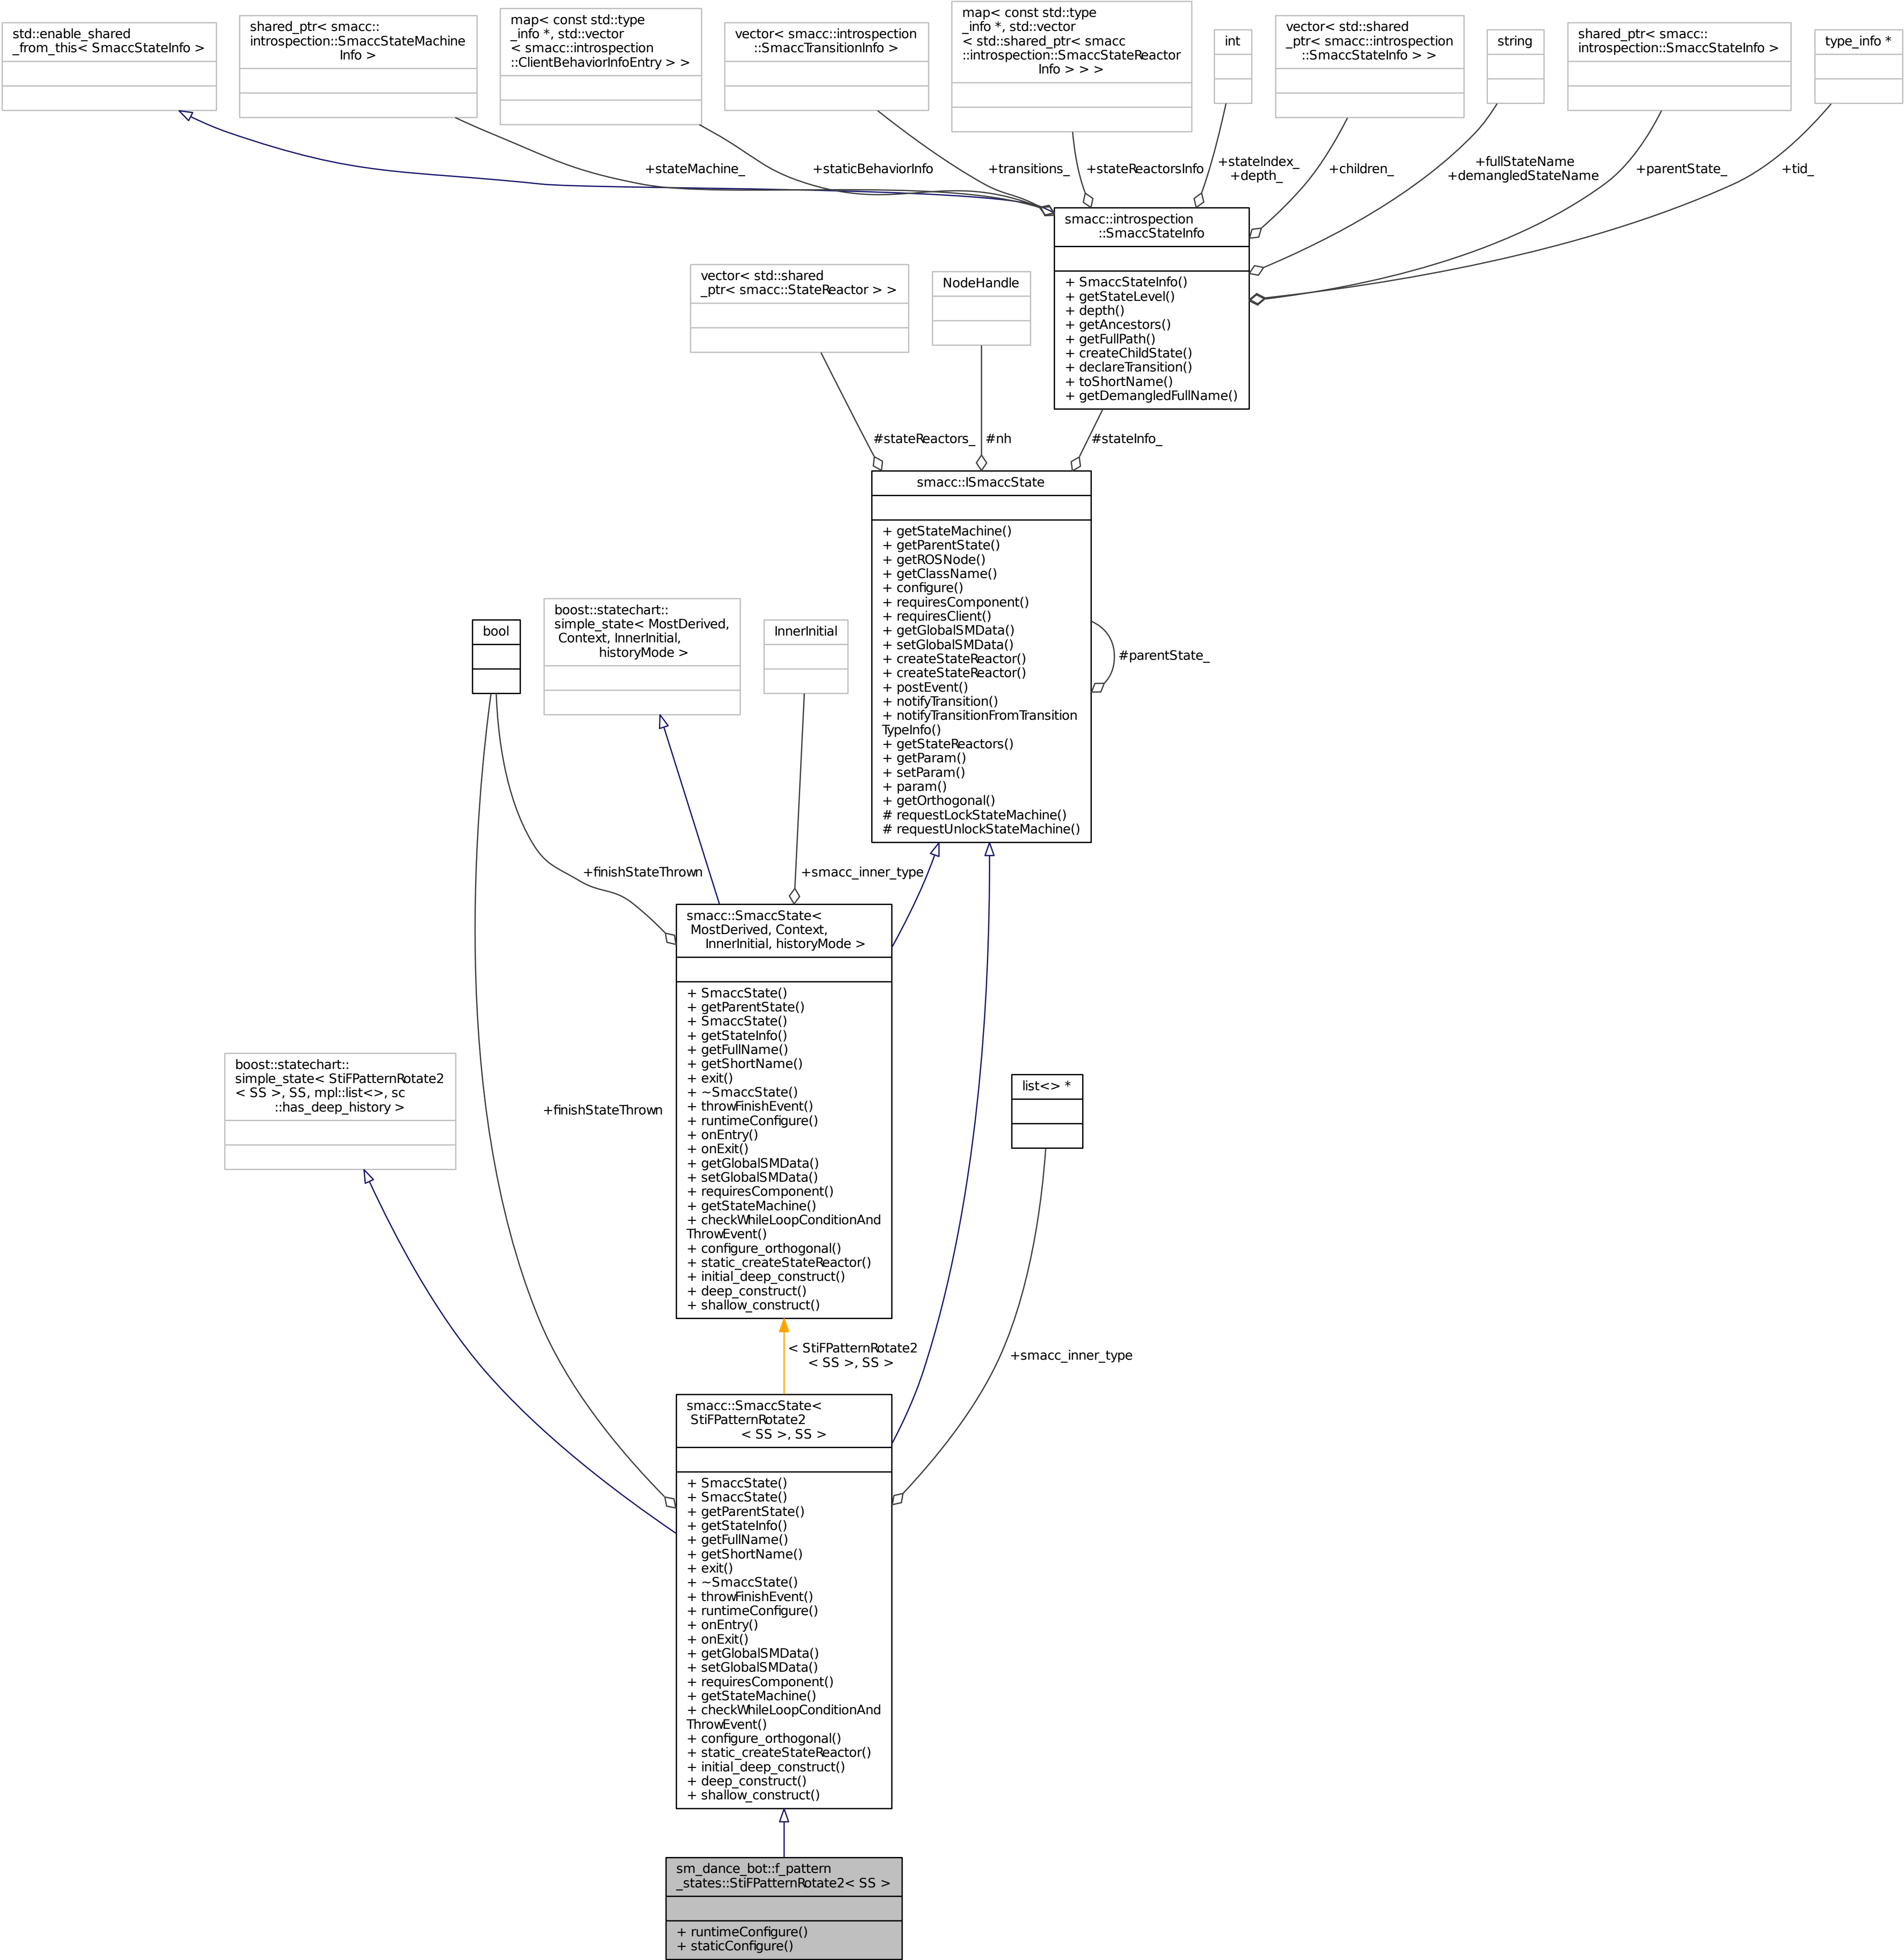 std::enable_shared
_from_this< SmaccStateInfo >
shared_ptr< smacc::
introspection::SmaccStateMachine
Info >
map< const std::type
_info *, std::vector
< smacc::introspection
::ClientBehaviorInfoEntry > >
vector< smacc::introspection
::SmaccTransitionInfo >
map< const std::type
_info *, std::vector
< std::shared_ptr< smacc
::introspection::SmaccStateReactor
Info > > >
int
vector< std::shared
_ptr< smacc::introspection
::SmaccStateInfo > >
string
shared_ptr< smacc::
introspection::SmaccStateInfo >
type_info *
+stateMachine_
+staticBehaviorInfo
+transitions_
+stateReactorsInfo
+stateIndex_
+depth_
+children_
+fullStateName
+demangledStateName
+parentState_
+tid_
smacc::introspection
::SmaccStateInfo
+ SmaccStateInfo()
+ getStateLevel()
+ depth()
+ getAncestors()
+ getFullPath()
+ createChildState()
+ declareTransition()
+ toShortName()
+ getDemangledFullName()
vector< std::shared
_ptr< smacc::StateReactor > >
NodeHandle
#stateReactors_
#nh
#stateInfo_
smacc::ISmaccState
+ getStateMachine()
+ getParentState()
+ getROSNode()
+ getClassName()
+ configure()
+ requiresComponent()
+ requiresClient()
+ getGlobalSMData()
+ setGlobalSMData()
+ createStateReactor()
+ createStateReactor()
+ postEvent()
+ notifyTransition()
+ notifyTransitionFromTransition
TypeInfo()
+ getStateReactors()
+ getParam()
+ setParam()
+ param()
+ getOrthogonal()
# requestLockStateMachine()
# requestUnlockStateMachine()
#parentState_
bool
boost::statechart::
simple_state< MostDerived,
Context, InnerInitial,
historyMode >
InnerInitial
+finishStateThrown
+smacc_inner_type
smacc::SmaccState<
MostDerived, Context,
InnerInitial, historyMode >
+ SmaccState()
+ getParentState()
+ SmaccState()
+ getStateInfo()
+ getFullName()
+ getShortName()
+ exit()
+ ~SmaccState()
+ throwFinishEvent()
+ runtimeConfigure()
+ onEntry()
+ onExit()
+ getGlobalSMData()
+ setGlobalSMData()
+ requiresComponent()
+ getStateMachine()
+ checkWhileLoopConditionAnd
ThrowEvent()
+ configure_orthogonal()
+ static_createStateReactor()
+ initial_deep_construct()
+ deep_construct()
+ shallow_construct()
boost::statechart::
simple_state< StiFPatternRotate2
< SS >, SS, mpl::list<>, sc
::has_deep_history >
+finishStateThrown
list<> *
< StiFPatternRotate2
< SS >, SS >
+smacc_inner_type
smacc::SmaccState<
StiFPatternRotate2
< SS >, SS >
+ SmaccState()
+ SmaccState()
+ getParentState()
+ getStateInfo()
+ getFullName()
+ getShortName()
+ exit()
+ ~SmaccState()
+ throwFinishEvent()
+ runtimeConfigure()
+ onEntry()
+ onExit()
+ getGlobalSMData()
+ setGlobalSMData()
+ requiresComponent()
+ getStateMachine()
+ checkWhileLoopConditionAnd
ThrowEvent()
+ configure_orthogonal()
+ static_createStateReactor()
+ initial_deep_construct()
+ deep_construct()
+ shallow_construct()
sm_dance_bot::f_pattern
_states::StiFPatternRotate2< SS >
+ runtimeConfigure()
+ staticConfigure()